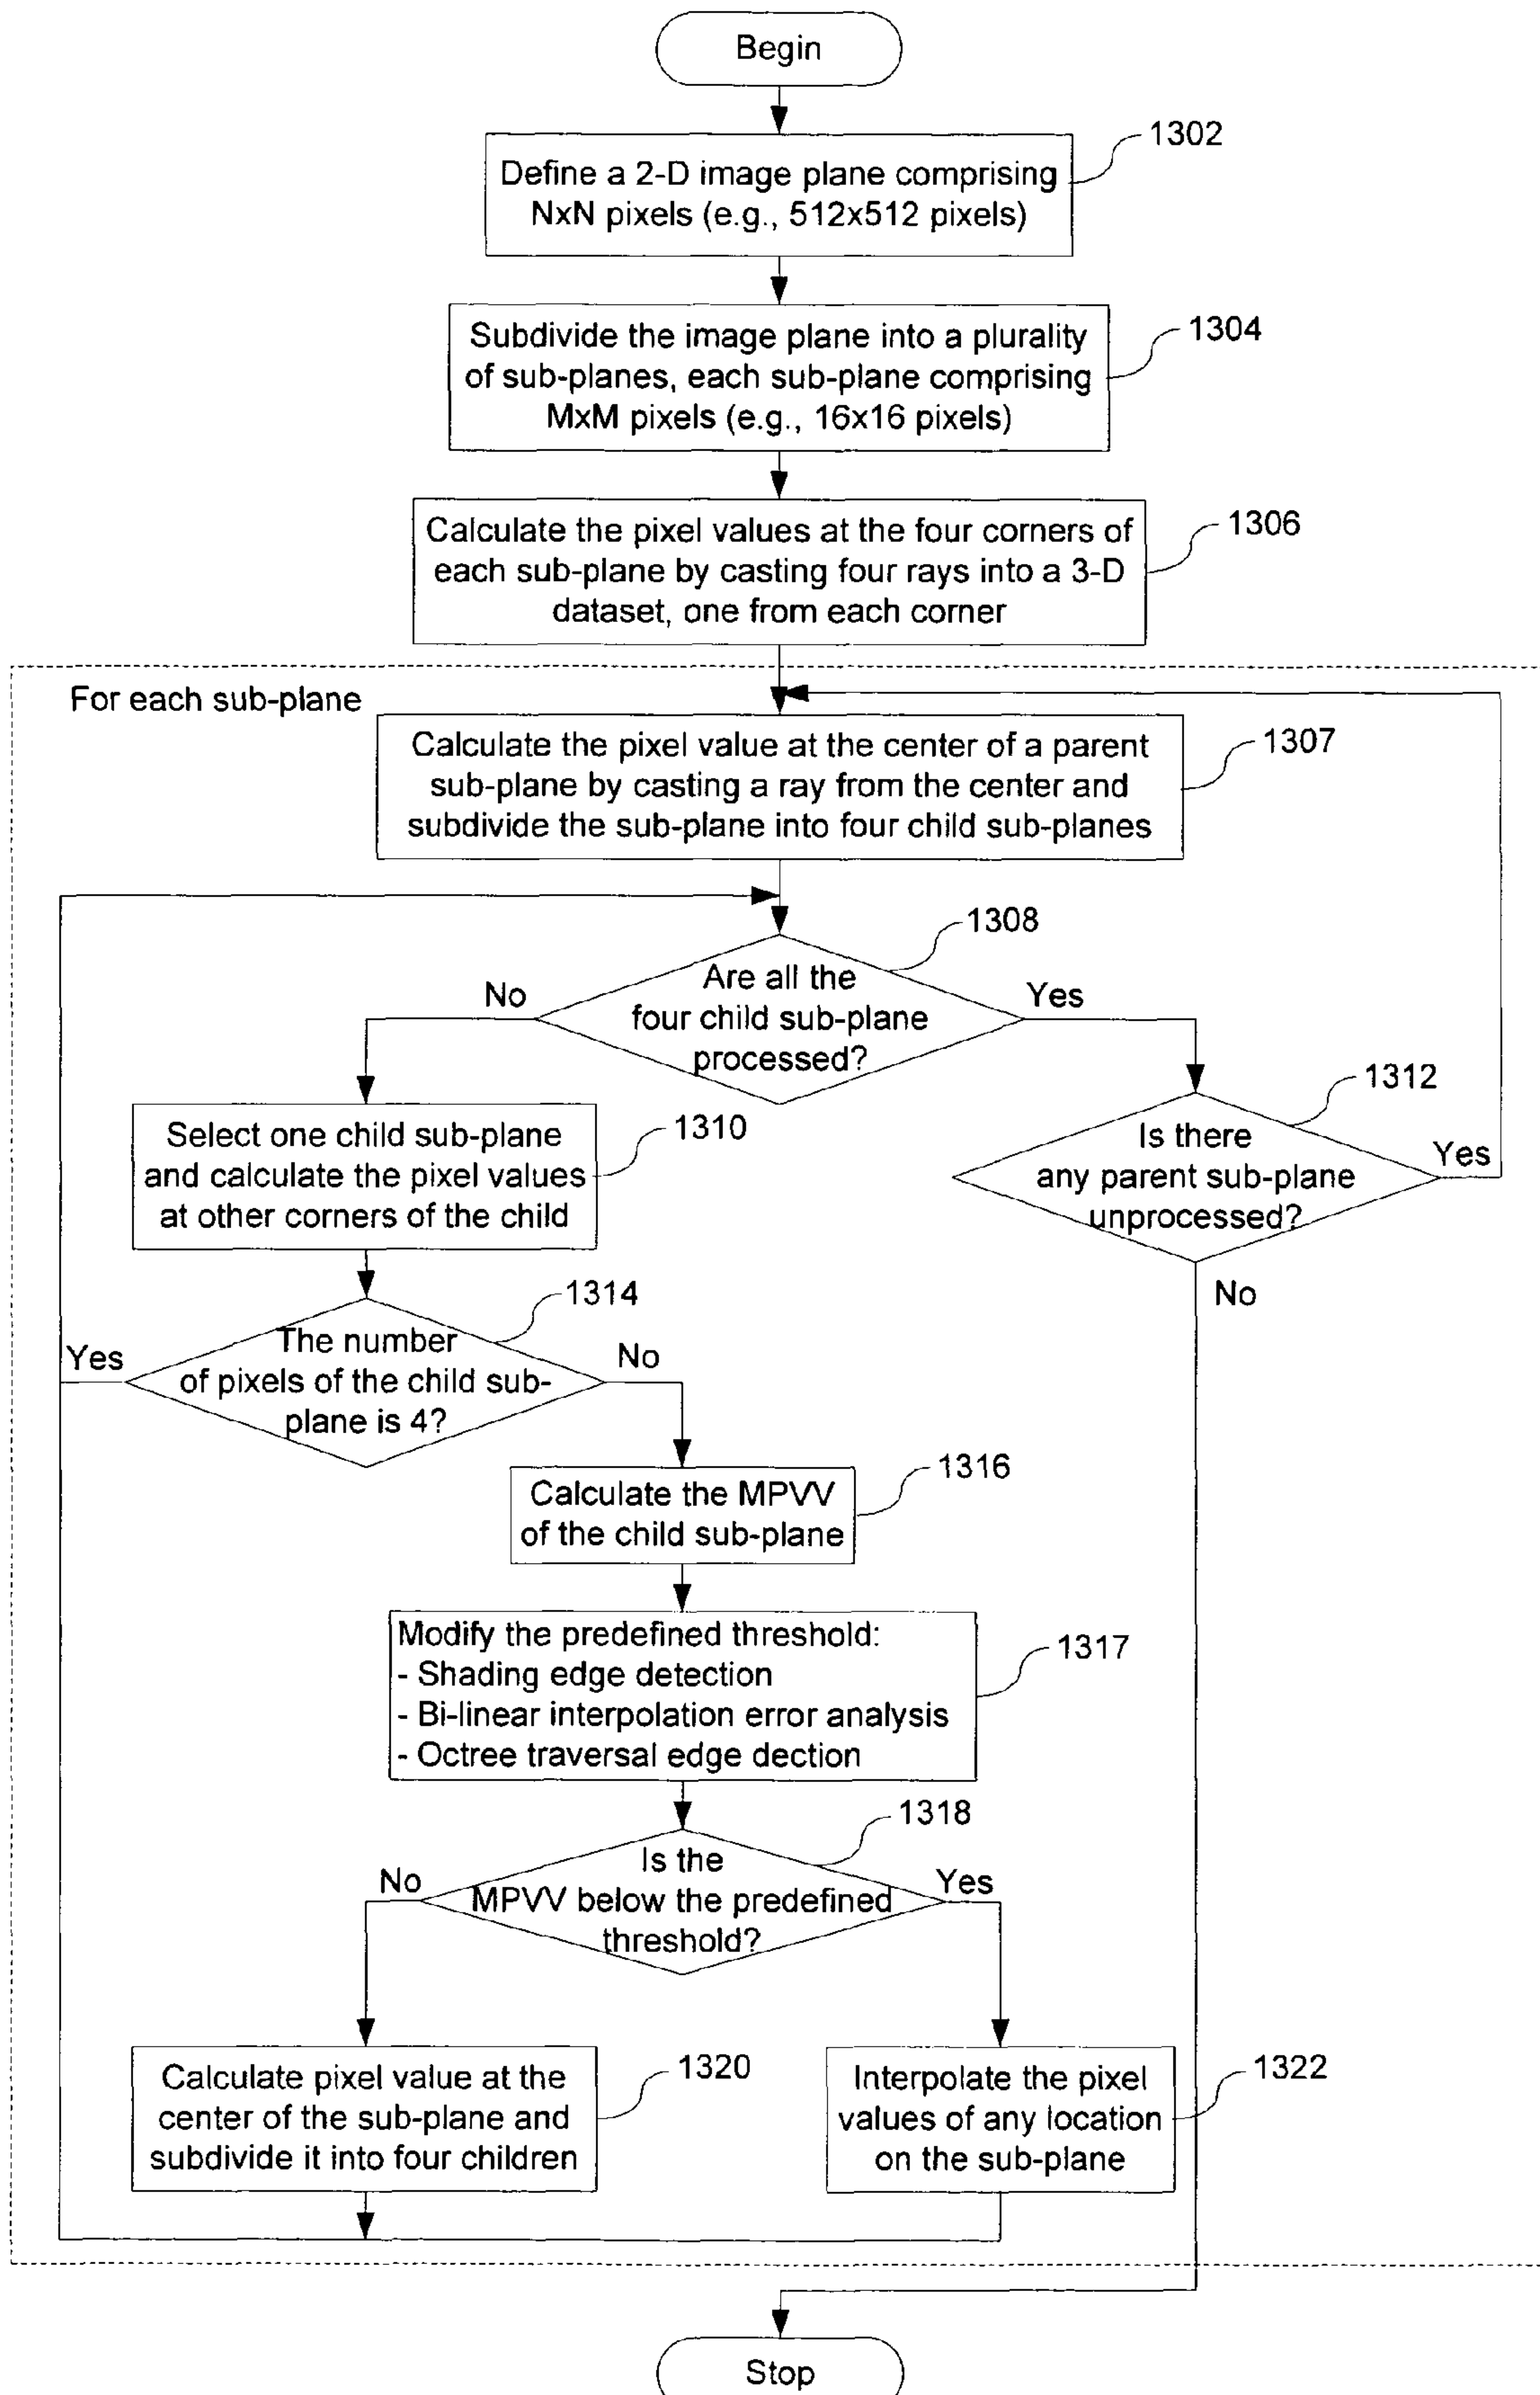 Begin
1302
Define a 2-D image plane comprising
NxN pixels (e.g., 512x512 pixels)
1304
Subdivide the image plane into a plurality
of sub-planes, each sub-plane comprising
MxM pixels (e.g., 16x16 pixels)
1306
Calculate the pixel values at the four corners of
each sub-plane by casting four rays into a 3-D
dataset, one from each corner
For each sub-plane
1307
Calculate the pixel value at the center of a parent
sub-plane by casting a ray from the center and
subdivide the sub-plane into four child sub-planes
1308
Are all the
four child sub-plane
processed?
No
Yes
1312
Is there
any parent sub-plane
unprocessed?
Yes
No
1310
Select one child sub-plane
and calculate the pixel values
at other corners of the child
1314
The number
of pixels of the child sub-
plane is 4?
Yes
No
1316
Calculate the MPVV
of the child sub-plane
1317
Modify the predefined threshold:
- Shading edge detection
- Bi-linear interpolation error analysis
- Octree traversal edge dection
1318
Is the
MPVV below the predefined
threshold?
No
Yes
1320
Calculate pixel value at the
center of the sub-plane and
subdivide it into four children
1322
Interpolate the pixel
values of any location
on the sub-plane
Stop